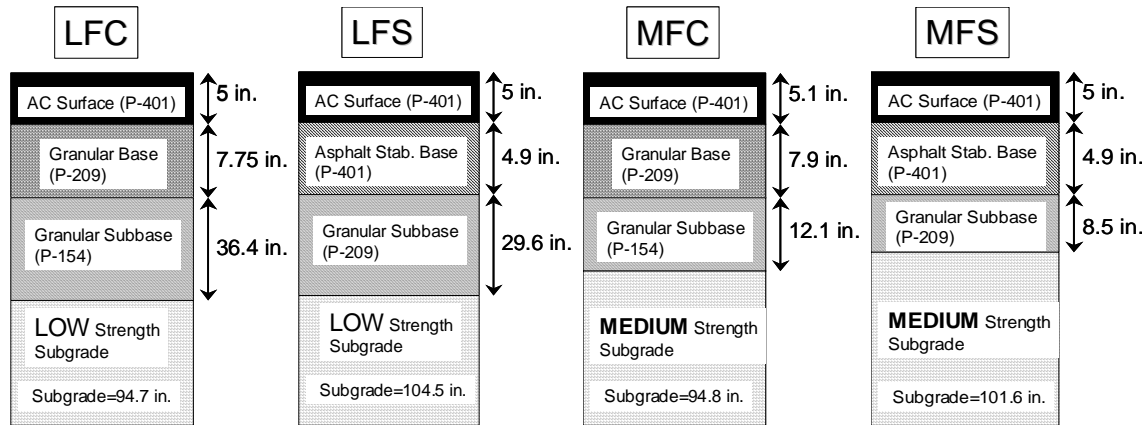 LFC
AC Surface (P-401)
5 in.
Granular Base
(P-209)
7.75 in.
Granular Subbase
(P-154)
36.4 in.
LOW Strength
Subgrade
Subgrade=94.7 in.
LFS
AC Surface (P-401)
5 in.
Asphalt Stab. Base
(P-401)
4.9 in.
Granular Subbase
(P-209)
29.6 in.
LOW Strength
Subgrade
Subgrade=104.5 in.
MFC
AC Surface (P-401)
5.1 in.
Granular Base
(P-209)
7.9 in.
Granular Subbase
(P-154)
12.1 in.
MEDIUM Strength
Subgrade
Subgrade=94.8 in.
MFS
AC Surface (P-401)
5 in.
Asphalt Stab. Base
(P-401)
4.9 in.
Granular Subbase
(P-209)
8.5 in.
MEDIUM Strength
Subgrade
Subgrade=101.6 in.